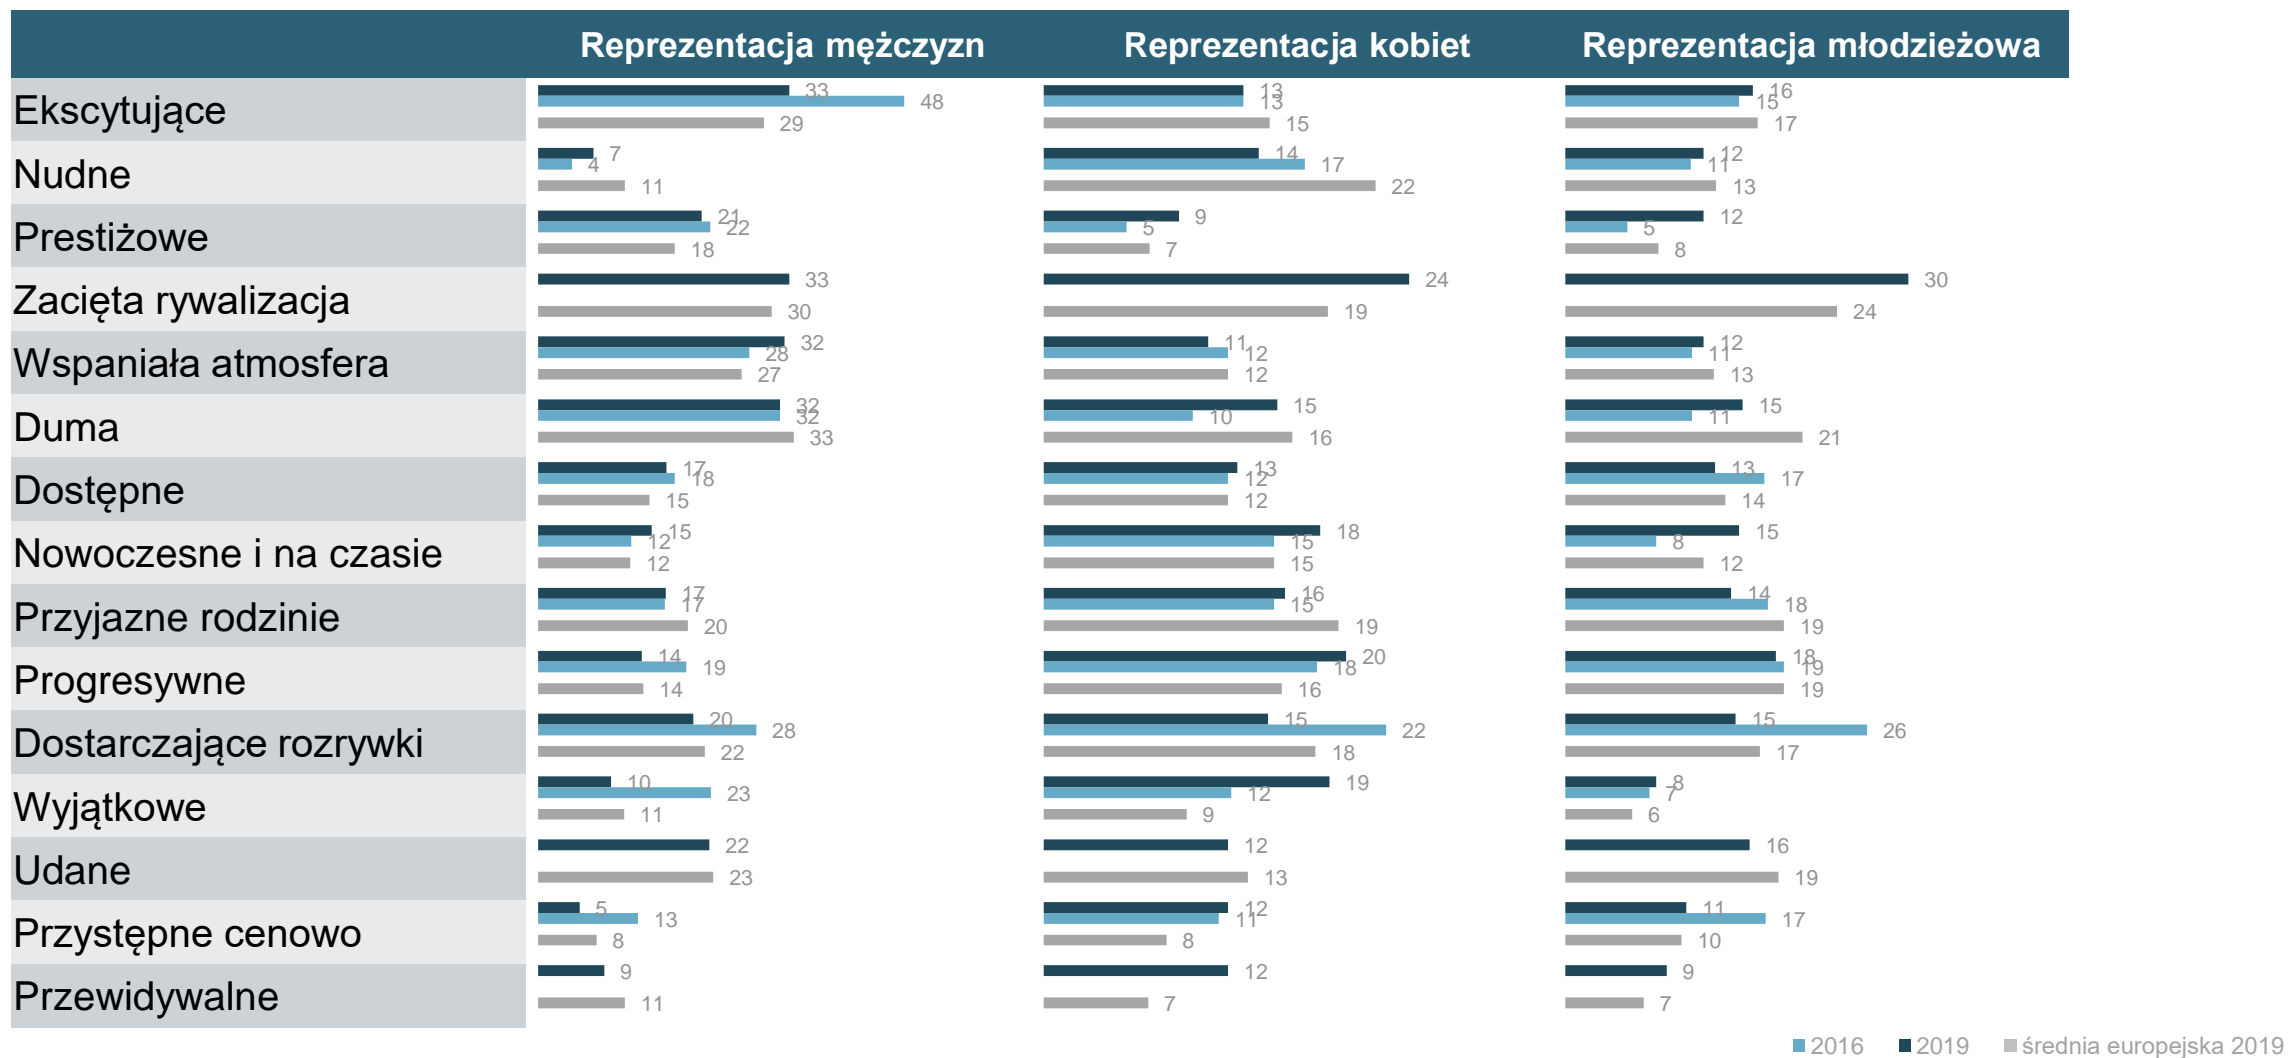 Reprezentacja mężczyzn Reprezentacja kobiet Reprezentacja młodzieżowa
Ekscytujące
33 48 29 13 13 15 16 15 17
Nudne
7 4 11 14 17 22 12 11 13
Prestiżowe
21 22 18 9 5 7 12 5 8
Zacięta rywalizacja
33 30 24 19 30 24
Wspaniała atmosfera
32 28 27 11 12 12 12 11 13
Duma
32 32 33 15 10 16 15 11 21
Dostępne
17 18 15 13 12 12 13 17 14
Nowoczesne i na czasie
15 12 12 18 15 15 15 8 12
Przyjazne rodzinie
17 17 20 16 15 19 14 18 19
Progresywne
14 19 14 20 18 16 18 19 19
Dostarczające rozrywki
20 28 22 15 22 18 15 26 17
Wyjątkowe
10 23 11 19 12 9 8 7 6
Udane
22 23 12 13 16 19
Przystępne cenowo
5 13 8 12 11 8 11 17 10
Przewidywalne
9 11 12 7 9 7
2016 2019 średnia europejska 2019